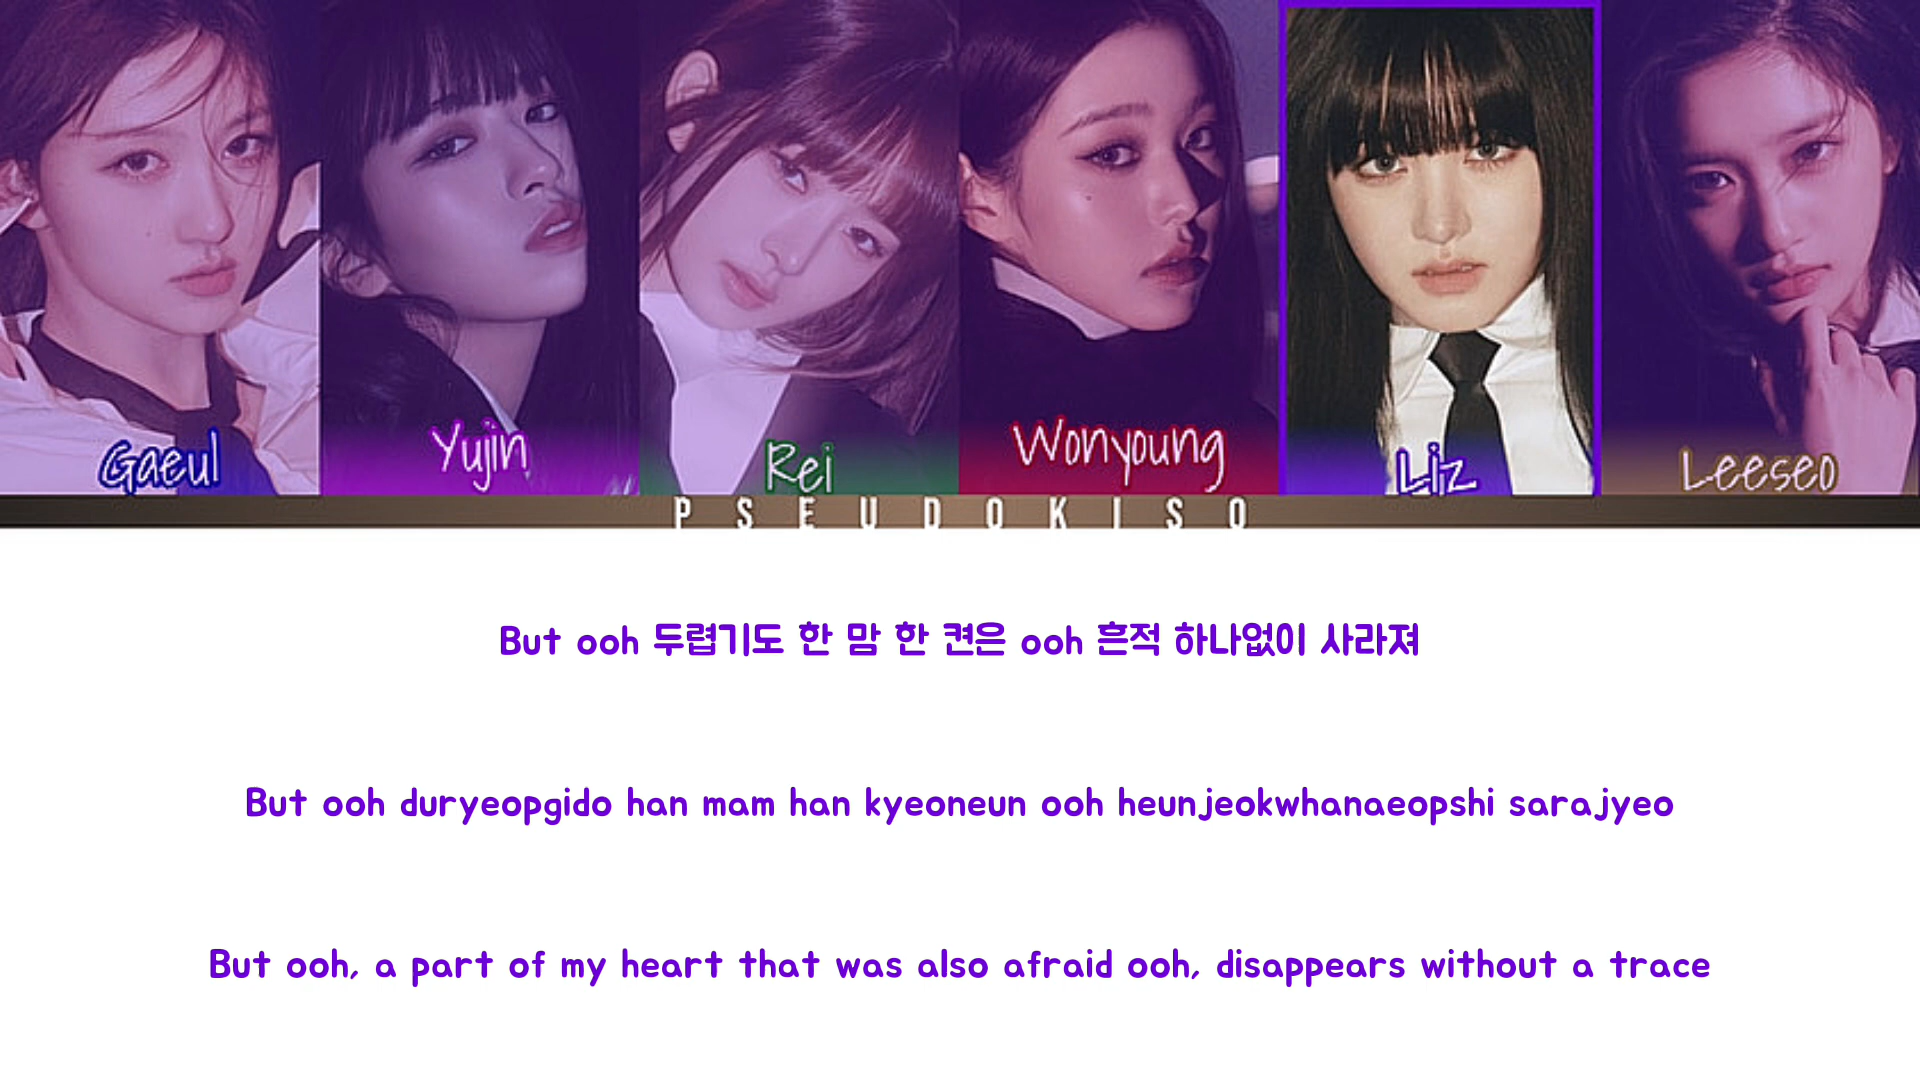 Gaeul Yujin Rei Wonyoung Liz Leeseo
PSEUDOKISO
But ooh 두렵기도 한 맘 한 켠은 ooh 흔적 하나없이 사라져
But ooh duryeopgido han mam han kyeoneun ooh heunjeokwhanaeopshi sarajyeo
But ooh, a part of my heart that was also afraid ooh, disappears without a trace